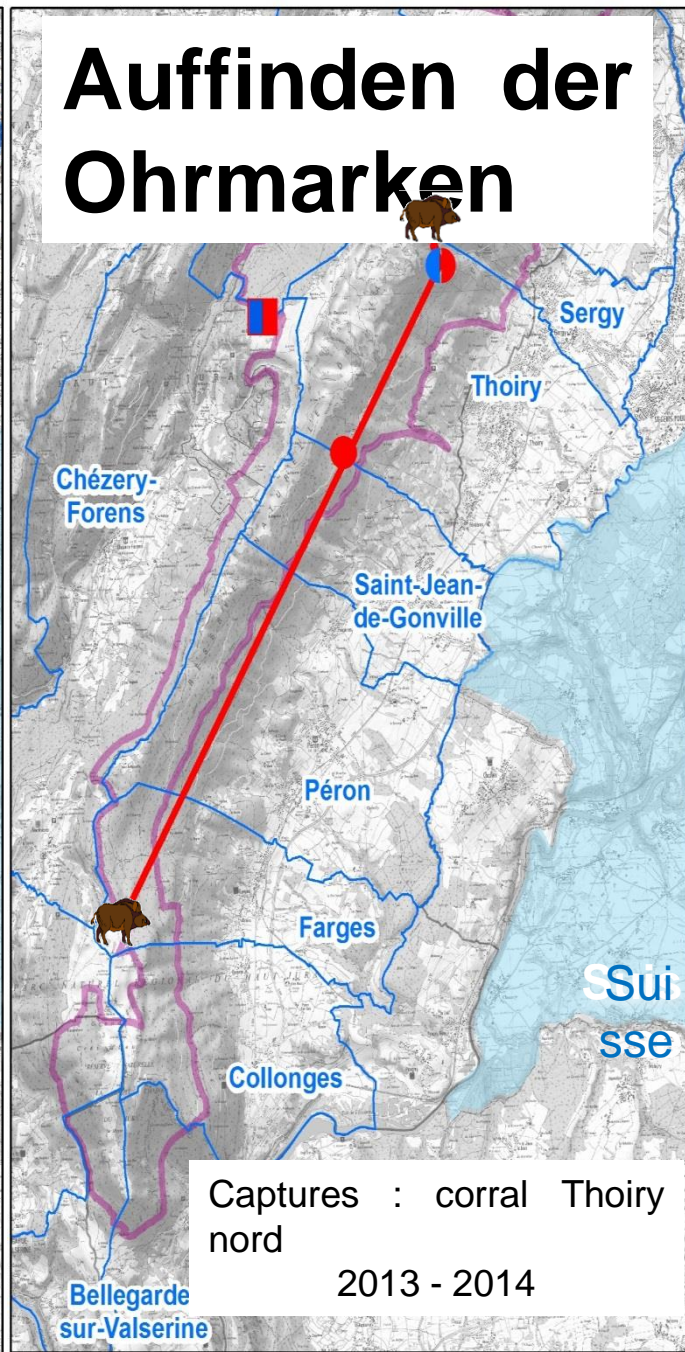 Auffinden der
Ohrmarken
Sergy
Thoiry
Chézery-
Forens
Saint-Jean-
de-Gonville
Péron
Farges
Sui
sse
Collonges
Captures : corral Thoiry
nord
2013 - 2014
Bellegarde
sur-Valserine